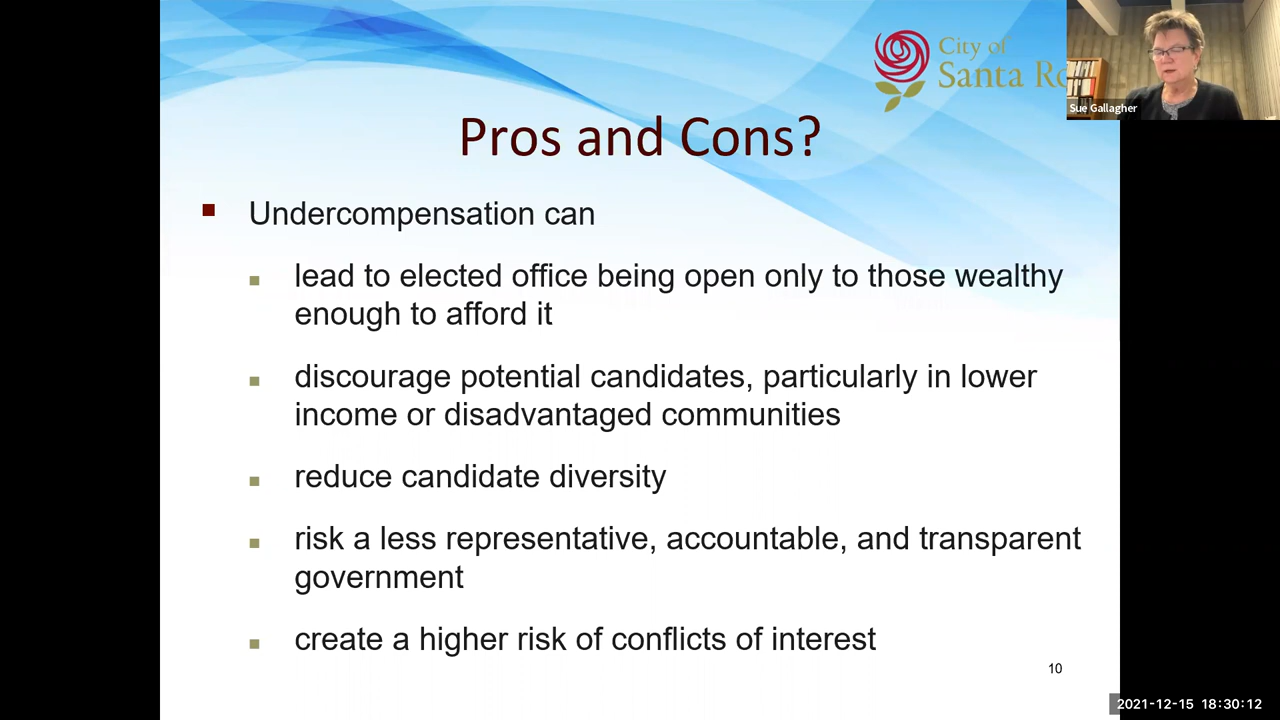 City of
Santa Ro
Sue Gallagher
Pros and Cons?
Undercompensation can
lead to elected office being open only to those wealthy
enough to afford it
discourage potential candidates, particularly in lower
income or disadvantaged communities
reduce candidate diversity
risk a less representative, accountable, and transparent
government
create a higher risk of conflicts of interest
10
2021-12-15 18:30:12